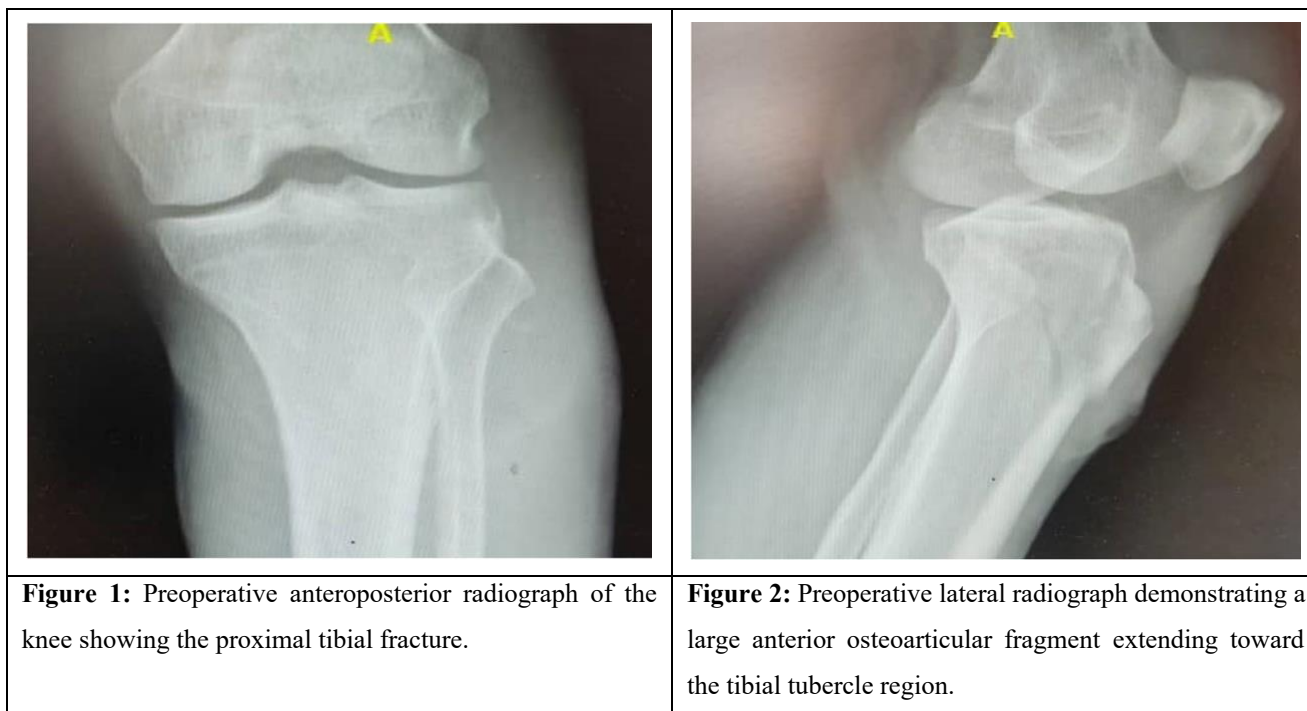 A
A
Figure 1: Preoperative anteroposterior radiograph of the
knee showing the proximal tibial fracture.
Figure 2: Preoperative lateral radiograph demonstrating a
large anterior osteoarticular fragment extending toward
the tibial tubercle region.